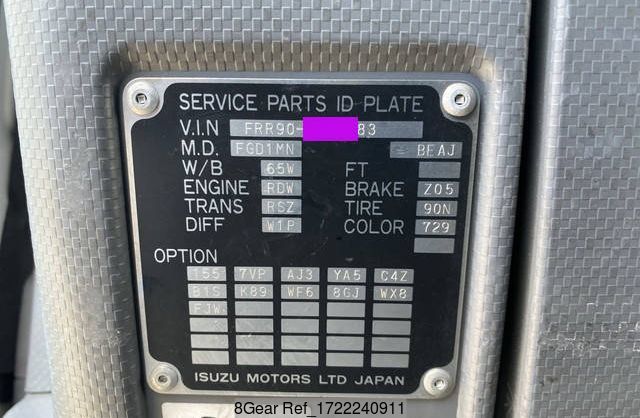 SERVICE PARTS ID PLATE
V.I.N FRR90- 83
M.D. FGD1MN - BEAJ
W/B 65W FT
ENGINE RDW BRAKE Z05
TRANS RSZ TIRE 90N
DIFF W1P COLOR 729
OPTION
155 7VP AJ3 YA5 C4Z
B1S K89 WF6 8GJ WX8
FJW
ISUZU MOTORS LTD JAPAN
8Gear Ref_1722240911